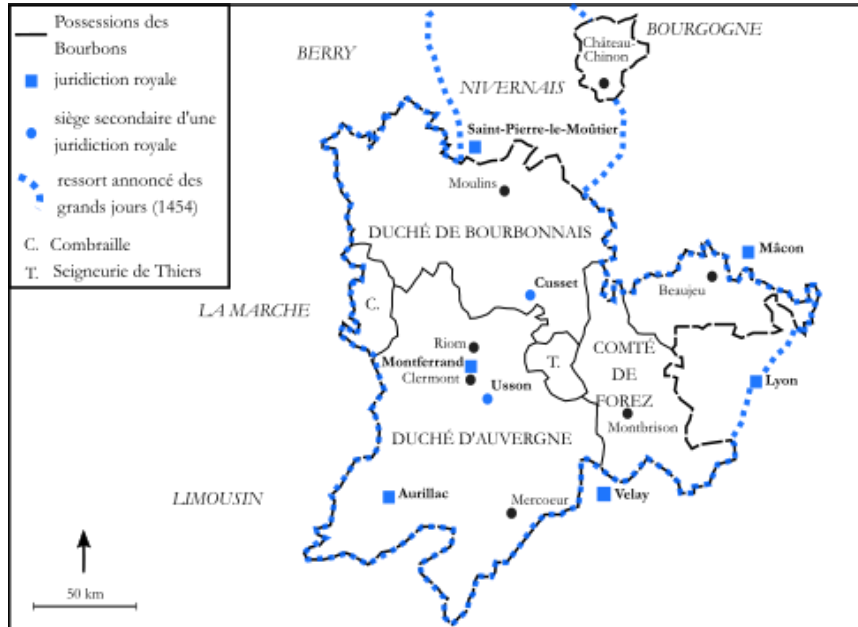 Possessions des
Bourbons
juridiction royale
siège secondaire d'une
juridiction royale
ressort annoncé des
grands jours (1454)
C. Combraille
T. Seigneurie de Thiers
BERRY
BOURGOGNE
Château-
Chinon
NIVERNAIS
Saint-Pierre-le-Moûtier
Moulins
DUCHÉ DE BOURBONNAIS
Mâcon
Beaujeu
Cusset
LA MARCHE
C.
Riom
Montferrand
Clermont
T.
COMTÉ
DE
FOREZ
Lyon
Usson
Montbrison
DUCHÉ D'AUVERGNE
LIMOUSIN
Aurillac
Mercoeur
Velay
50 km